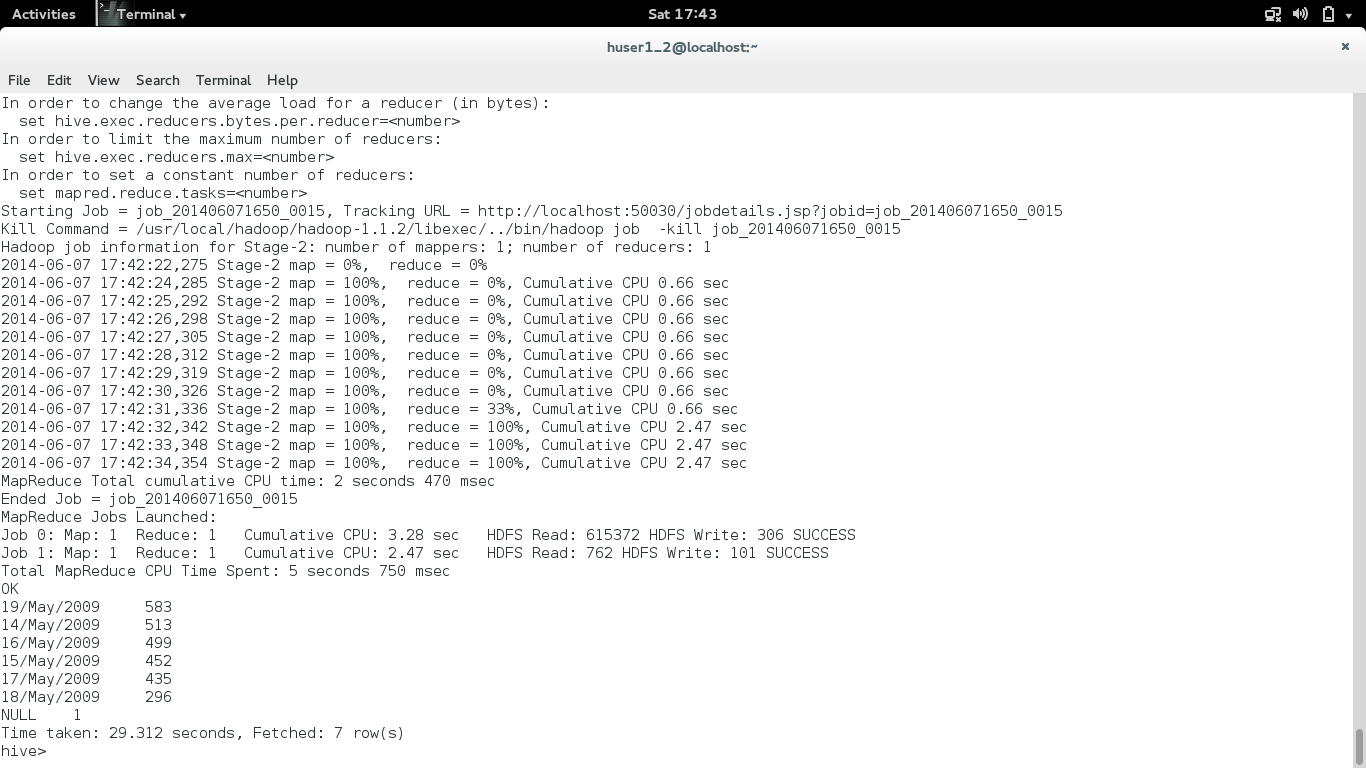 Activities Terminal Sat 17:43
huser1_2@localhost:~ ×
File Edit View Search Terminal Help
In order to change the average load for a reducer (in bytes):
  set hive.exec.reducers.bytes.per.reducer=<number>
In order to limit the maximum number of reducers:
  set hive.exec.reducers.max=<number>
In order to set a constant number of reducers:
  set mapred.reduce.tasks=<number>
Starting Job = job_201406071650_0015, Tracking URL = http://localhost:50030/jobdetails.jsp?jobid=job_201406071650_0015
Kill Command = /usr/local/hadoop/hadoop-1.1.2/libexec/../bin/hadoop job  -kill job_201406071650_0015
Hadoop job information for Stage-2: number of mappers: 1; number of reducers: 1
2014-06-07 17:42:22,275 Stage-2 map = 0%,  reduce = 0%
2014-06-07 17:42:24,285 Stage-2 map = 100%,  reduce = 0%, Cumulative CPU 0.66 sec
2014-06-07 17:42:25,292 Stage-2 map = 100%,  reduce = 0%, Cumulative CPU 0.66 sec
2014-06-07 17:42:26,298 Stage-2 map = 100%,  reduce = 0%, Cumulative CPU 0.66 sec
2014-06-07 17:42:27,305 Stage-2 map = 100%,  reduce = 0%, Cumulative CPU 0.66 sec
2014-06-07 17:42:28,312 Stage-2 map = 100%,  reduce = 0%, Cumulative CPU 0.66 sec
2014-06-07 17:42:29,319 Stage-2 map = 100%,  reduce = 0%, Cumulative CPU 0.66 sec
2014-06-07 17:42:30,326 Stage-2 map = 100%,  reduce = 0%, Cumulative CPU 0.66 sec
2014-06-07 17:42:31,336 Stage-2 map = 100%,  reduce = 33%, Cumulative CPU 0.66 sec
2014-06-07 17:42:32,342 Stage-2 map = 100%,  reduce = 100%, Cumulative CPU 2.47 sec
2014-06-07 17:42:33,348 Stage-2 map = 100%,  reduce = 100%, Cumulative CPU 2.47 sec
2014-06-07 17:42:34,354 Stage-2 map = 100%,  reduce = 100%, Cumulative CPU 2.47 sec
MapReduce Total cumulative CPU time: 2 seconds 470 msec
Ended Job = job_201406071650_0015
MapReduce Jobs Launched:
Job 0: Map: 1  Reduce: 1   Cumulative CPU: 3.28 sec   HDFS Read: 615372 HDFS Write: 306 SUCCESS
Job 1: Map: 1  Reduce: 1   Cumulative CPU: 2.47 sec   HDFS Read: 762 HDFS Write: 101 SUCCESS
Total MapReduce CPU Time Spent: 5 seconds 750 msec
OK
19/May/2009     583
14/May/2009     513
16/May/2009     499
15/May/2009     452
17/May/2009     435
18/May/2009     296
NULL    1
Time taken: 29.312 seconds, Fetched: 7 row(s)
hive>